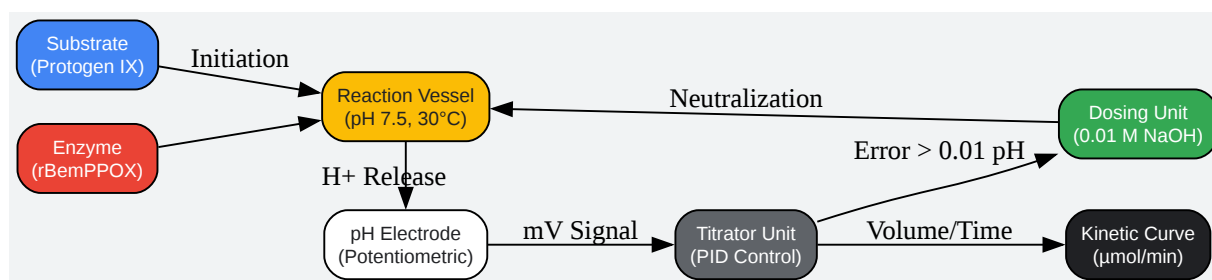 Substrate
(Protogen IX)
Initiation
Enzyme
(rBemPPOX)
Reaction Vessel
(pH 7.5, 30°C)
Neutralization
Dosing Unit
(0.01 M NaOH)
Error > 0.01 pH
H+ Release
pH Electrode
(Potentiometric)
mV Signal
Titrator Unit
(PID Control)
Volume/Time
Kinetic Curve
(µmol/min)